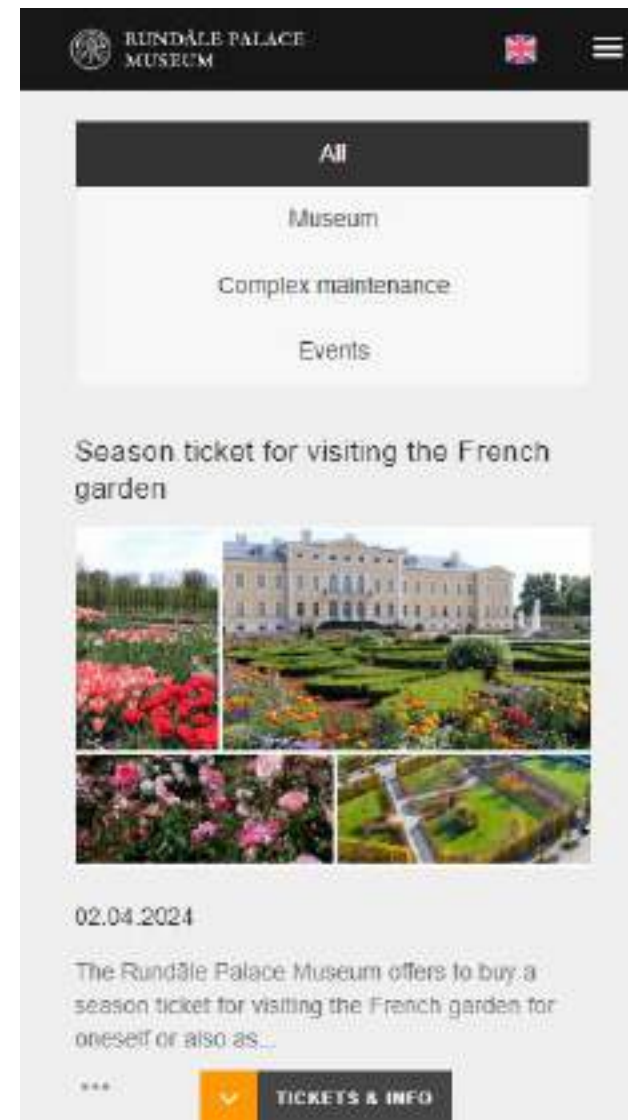 RUNDĀLE PALACE
MUSEUM
All
Museum
Complex maintenance
Events
Season ticket for visiting the French
garden
02.04.2024
The Rundāle Palace Museum offers to buy a
season ticket for visiting the French garden for
oneself or also as...
TICKETS & INFO